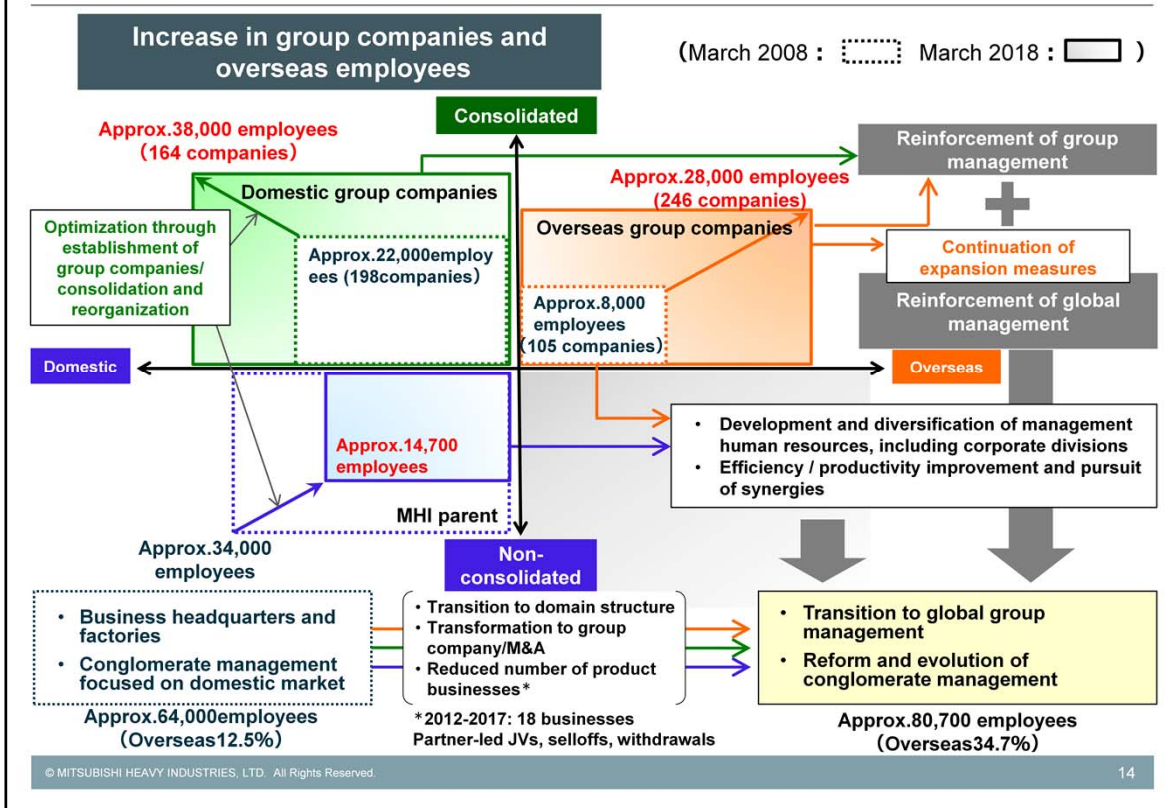 Increase in group companies and
overseas employees
(March 2008 : March 2018 : )
Consolidated
Approx.38,000 employees
(164 companies)
Domestic group companies
Optimization through
establishment of
group companies/
consolidation and
reorganization
Approx.22,000employ
ees (198companies)
Approx.28,000 employees
(246 companies)
Overseas group companies
Approx.8,000
employees
(105 companies)
Reinforcement of group
management
Continuation of
expansion measures
Reinforcement of global
management
Domestic
Overseas
Approx.14,700
employees
MHI parent
Approx.34,000
employees
Non-
consolidated
• Development and diversification of management
human resources, including corporate divisions
• Efficiency / productivity improvement and pursuit
of synergies
• Business headquarters and
factories
• Conglomerate management
focused on domestic market
Approx.64,000employees
(Overseas12.5%)
• Transition to domain structure
• Transformation to group
company/M&A
• Reduced number of product
businesses*
*2012-2017: 18 businesses
Partner-led JVs, selloffs, withdrawals
• Transition to global group
management
• Reform and evolution of
conglomerate management
Approx.80,700 employees
(Overseas34.7%)
© MITSUBISHI HEAVY INDUSTRIES, LTD. All Rights Reserved.
14